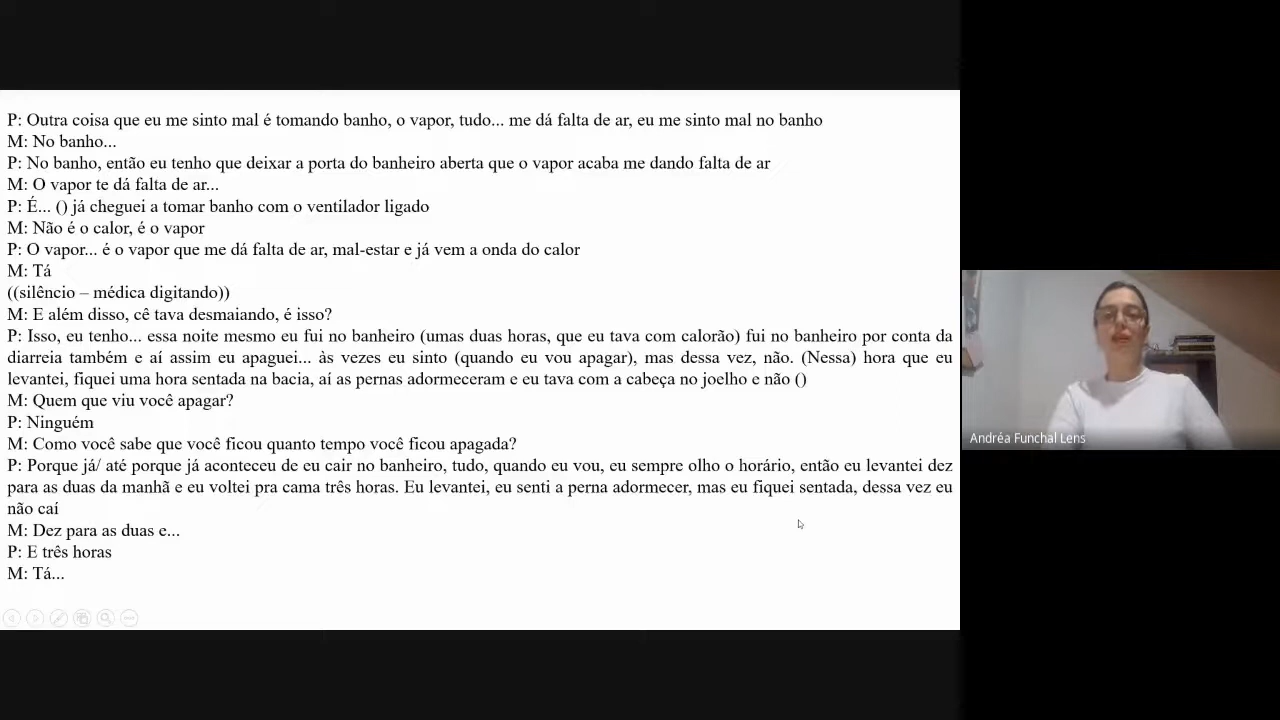 P: Outra coisa que eu me sinto mal é tomando banho, o vapor, tudo... me dá falta de ar, eu me sinto mal no banho
M: No banho...
P: No banho, então eu tenho que deixar a porta do banheiro aberta que o vapor acaba me dando falta de ar
M: O vapor te dá falta de ar...
P: É... () já cheguei a tomar banho com o ventilador ligado
M: Não é o calor, é o vapor
P: O vapor... é o vapor que me dá falta de ar, mal-estar e já vem a onda do calor
M: Tá
((silêncio – médica digitando))
M: E além disso, cê tava desmaiando, é isso?
P: Isso, eu tenho... essa noite mesmo eu fui no banheiro (umas duas horas, que eu tava com calorão) fui no banheiro por conta da
diarreia também e aí assim eu apaguei... às vezes eu sinto (quando eu vou apagar), mas dessa vez, não. (Nessa) hora que eu
levantei, fiquei uma hora sentada na bacia, aí as pernas adormeceram e eu tava com a cabeça no joelho e não ()
M: Quem que viu você apagar?
P: Ninguém
M: Como você sabe que você ficou quanto tempo você ficou apagada?
P: Porque já/ até porque já aconteceu de eu cair no banheiro, tudo, quando eu vou, eu sempre olho o horário, então eu levantei dez
para as duas da manhã e eu voltei pra cama três horas. Eu levantei, eu senti a perna adormecer, mas eu fiquei sentada, dessa vez eu
não caí
M: Dez para as duas e...
P: E três horas
M: Tá...
Andréa Funchal Lens